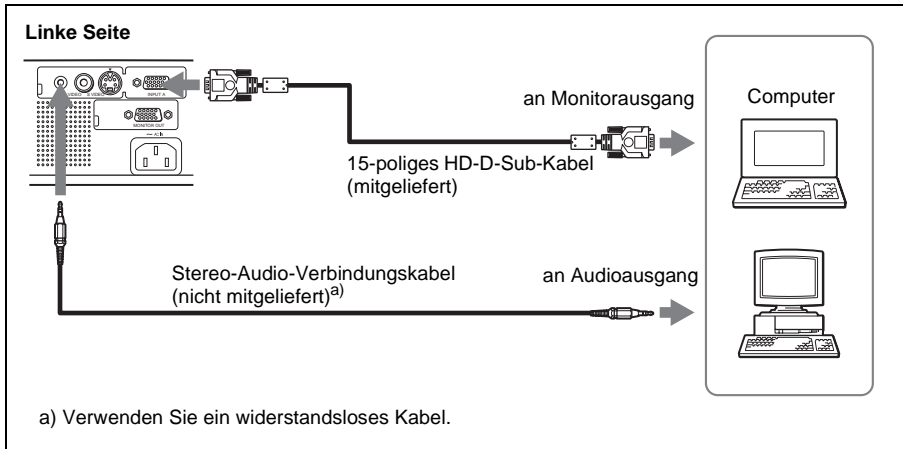 Linke Seite
VIDEO
S VIDEO
INPUT A
MONITOR OUT
AC IN
an Monitorausgang
Computer
15-poliges HD-D-Sub-Kabel
(mitgeliefert)
Stereo-Audio-Verbindungskabel
(nicht mitgeliefert)a)
an Audioausgang
a) Verwenden Sie ein widerstandsloses Kabel.